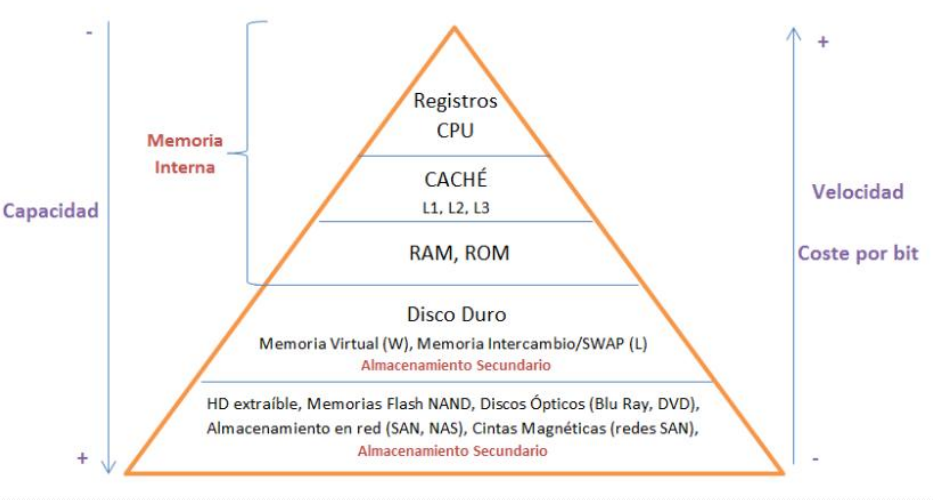 -
+
Registros
CPU
Memoria
Interna
CACHÉ
L1, L2, L3
Capacidad
Velocidad
RAM, ROM
Coste por bit
Disco Duro
Memoria Virtual (W), Memoria Intercambio/SWAP (L)
Almacenamiento Secundario
HD extraíble, Memorias Flash NAND, Discos Ópticos (Blu Ray, DVD),
Almacenamiento en red (SAN, NAS), Cintas Magnéticas (redes SAN),
Almacenamiento Secundario
+
-